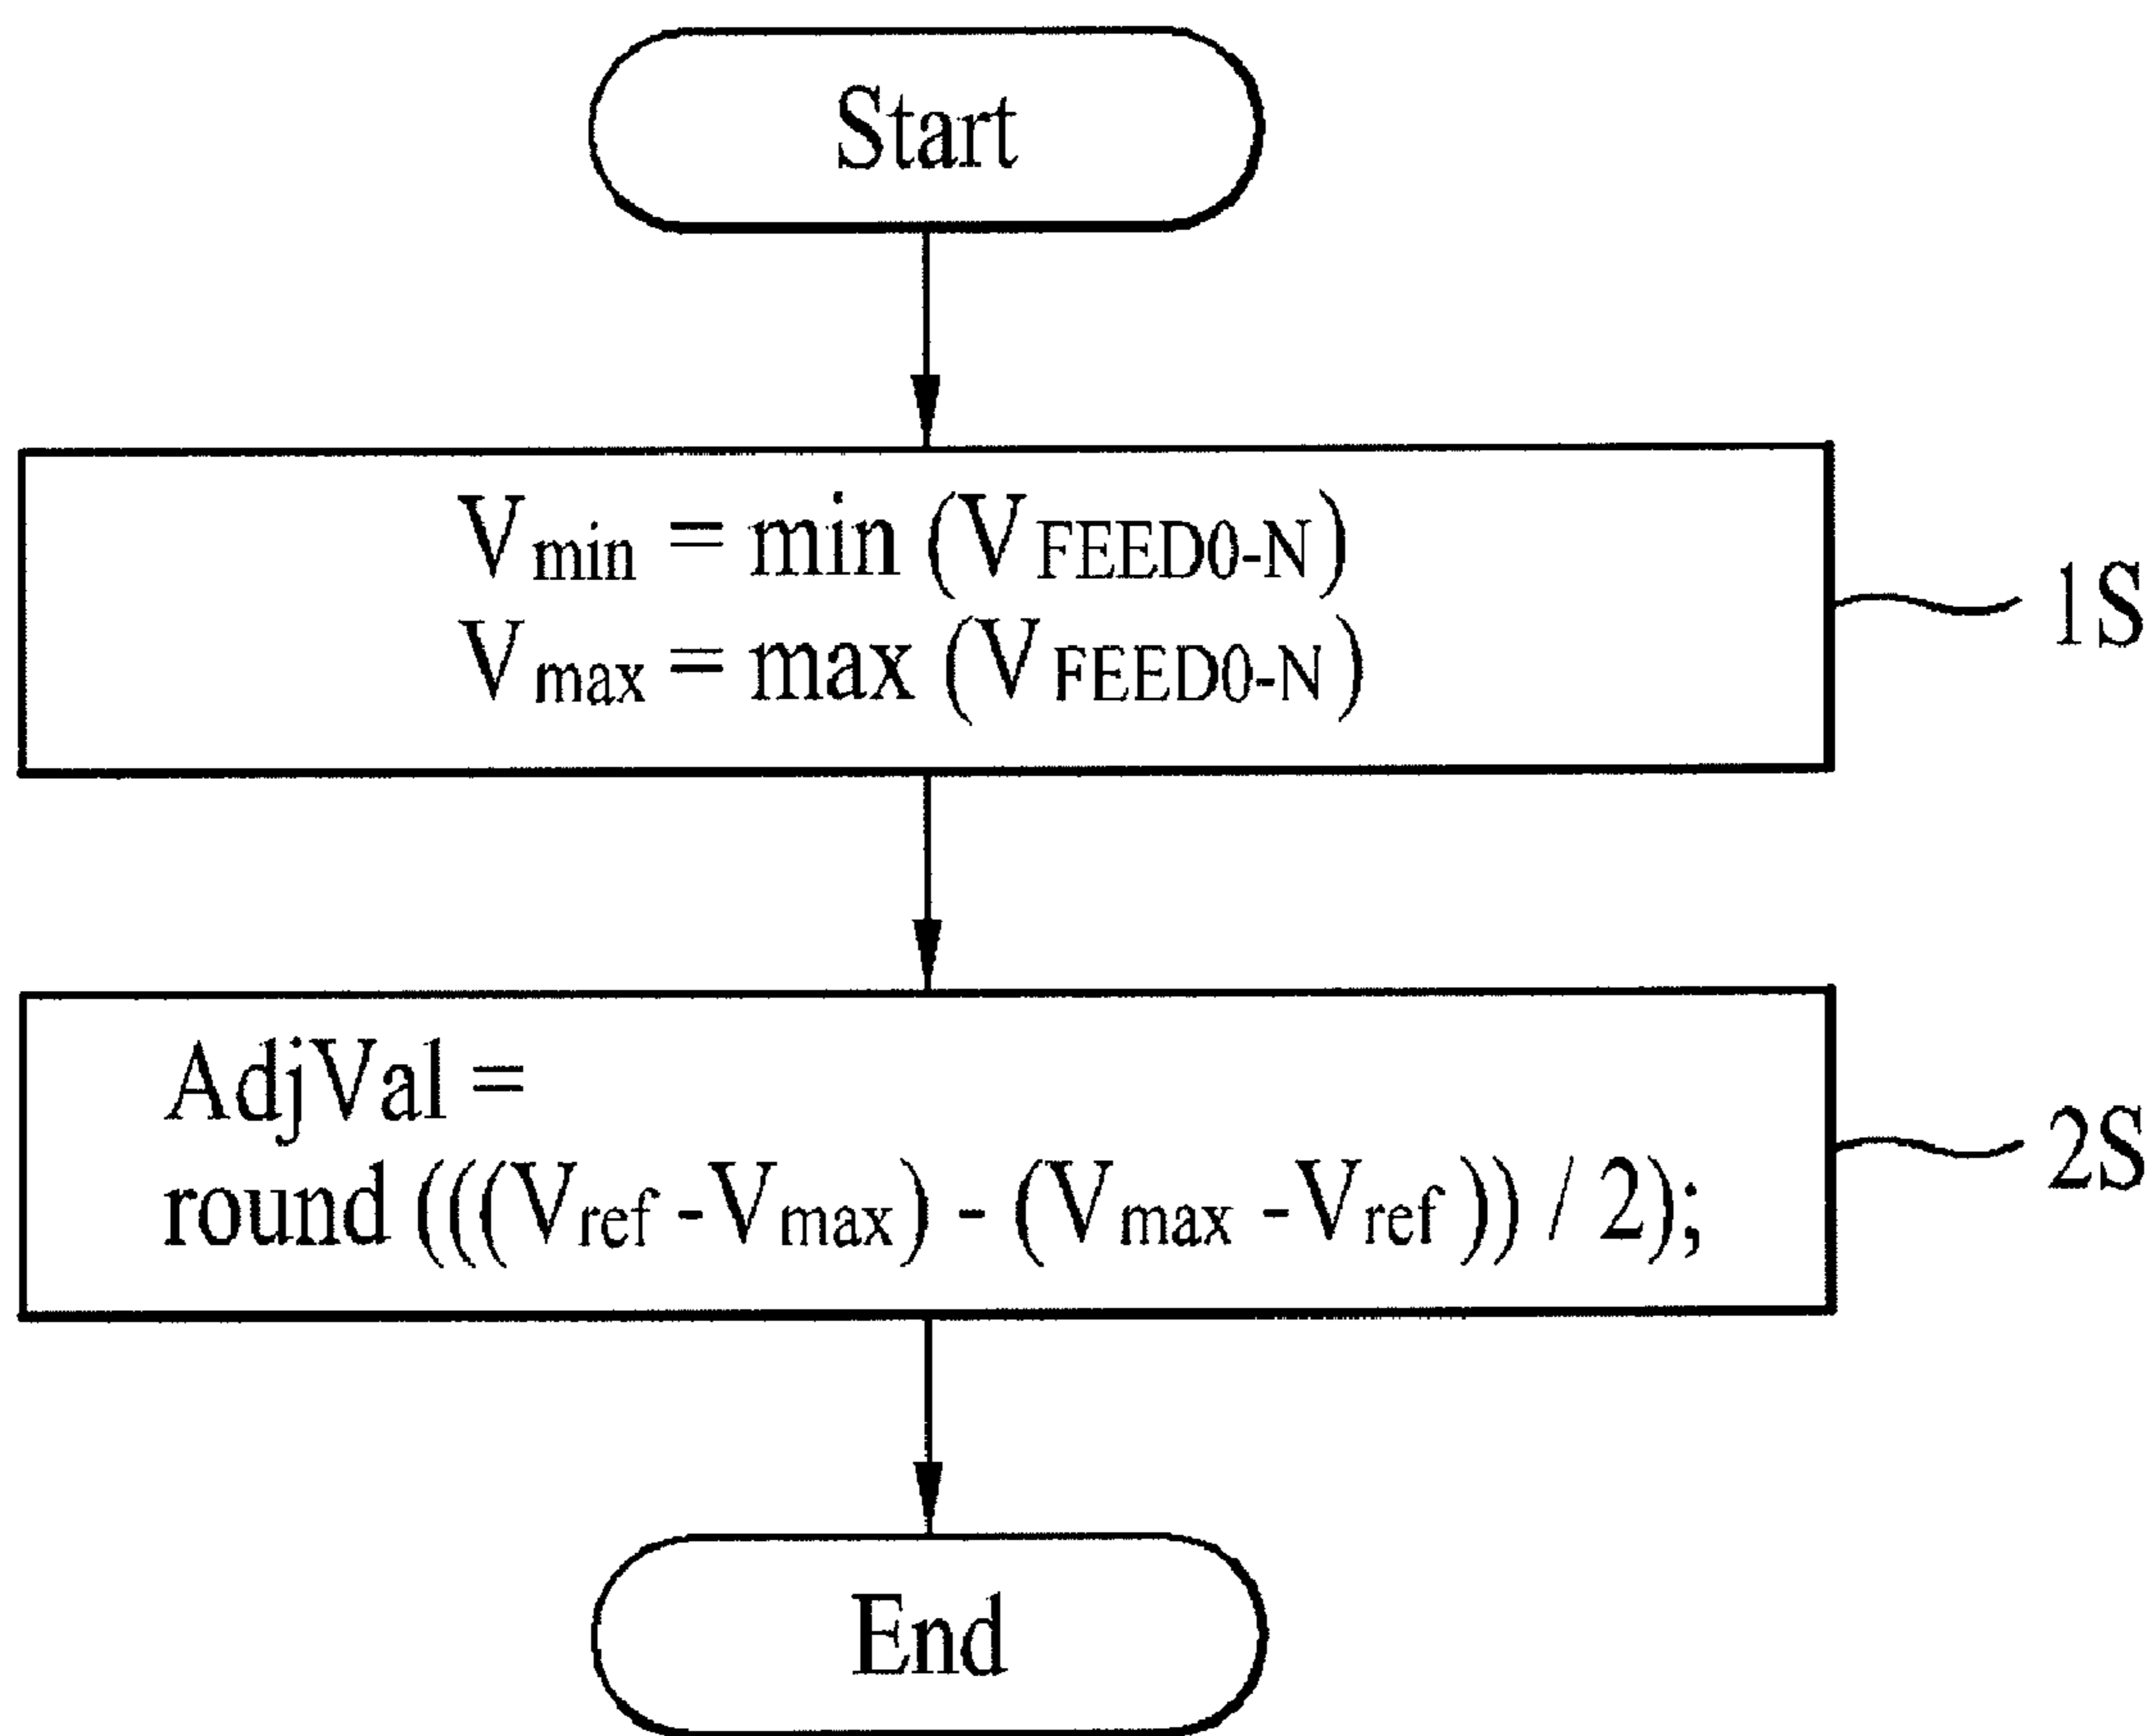 Start
Vmin = min (VFEED0-N)
Vmax = max (VFEED0-N)
1S
AdjVal =
round (((Vref -Vmax) - (Vmax -Vref )) / 2);
2S
End